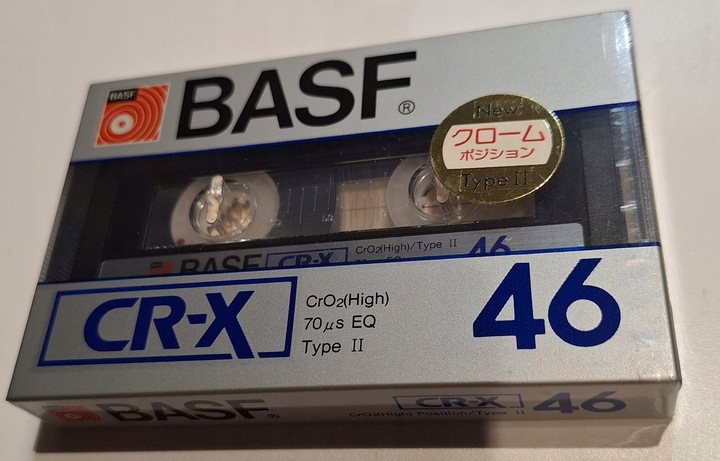 BASF
BASF®
New
クローム
ポジション
Type II
BASF CR-X
CrO2(High)/Type II
46
CR-X
CrO2(High)
70μs EQ
Type II
46
BASF®
CR-X
CrO2(High) Position/Type II
46